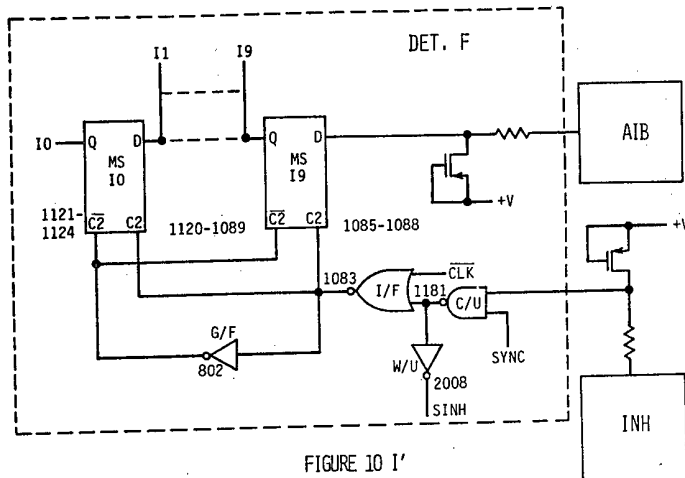 DET. F
I1 I9
I0 Q D
MS
I0
C2 C2
Q D
MS
I9
C2 C2
AIB
+V
1121-
1124
1120-1089
1085-1088
+V
1083
I/F
CLK
1181
C/U
SYNC
G/F
802
W/U
2008
SINH
INH
FIGURE 10 I'